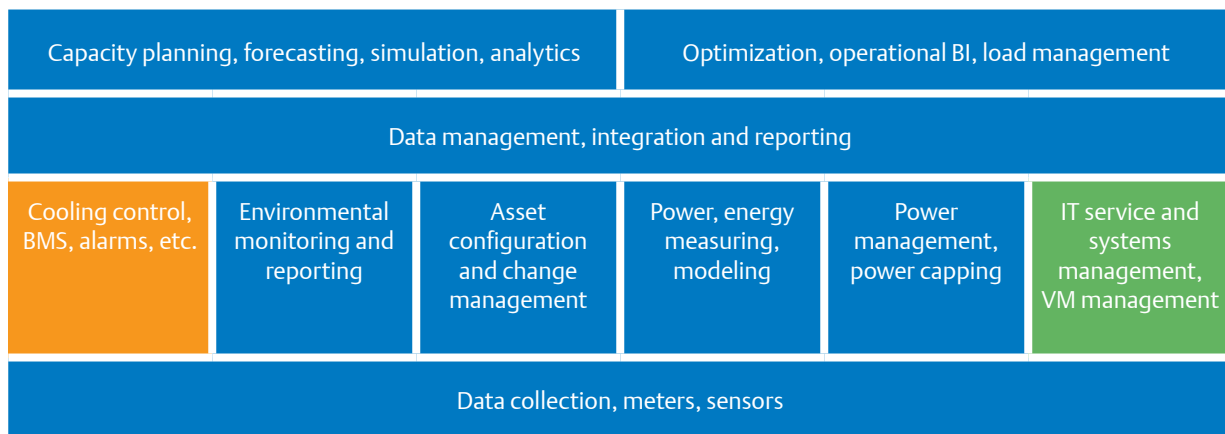 Capacity planning, forecasting, simulation, analytics
Optimization, operational BI, load management
Data management, integration and reporting
Cooling control,
BMS, alarms, etc.
Environmental
monitoring and
reporting
Asset
configuration
and change
management
Power, energy
measuring,
modeling
Power
management,
power capping
IT service and
systems
management,
VM management
Data collection, meters, sensors